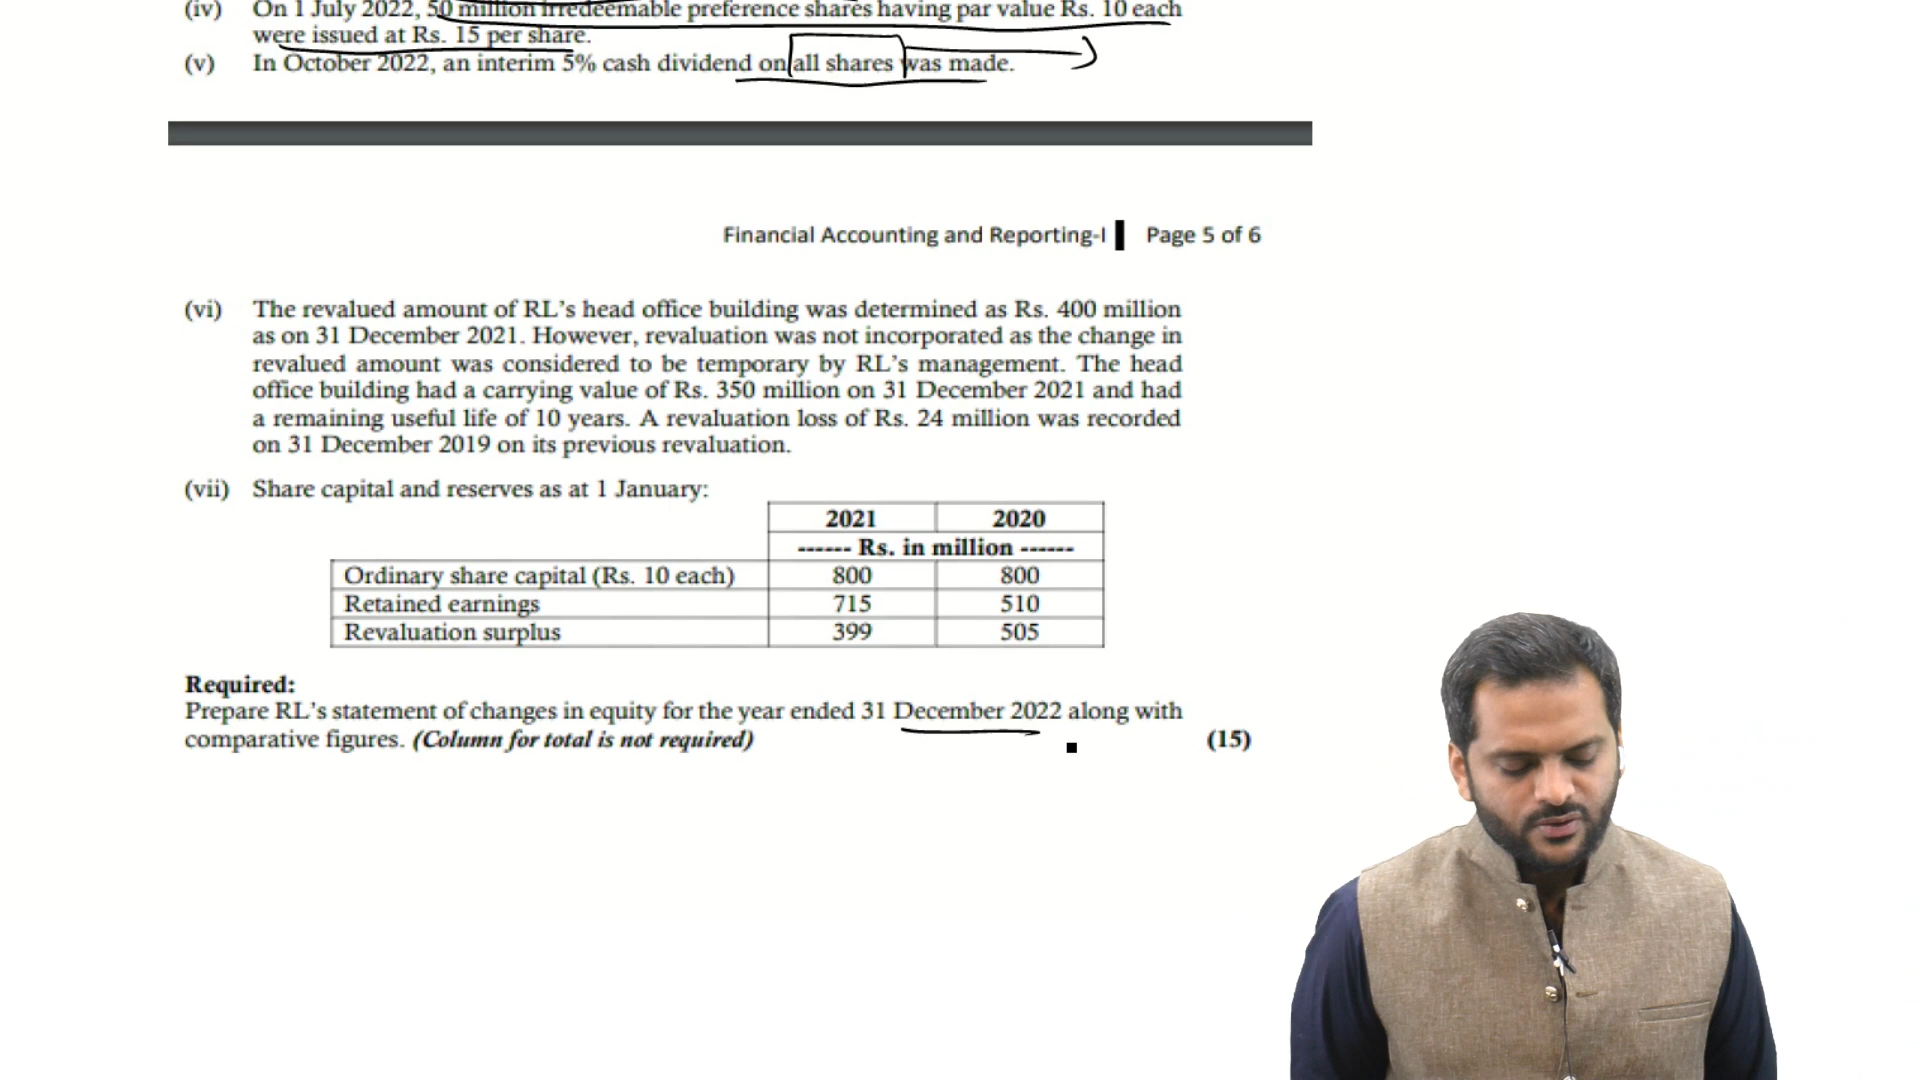 (iv) On 1 July 2022, 50 million irredeemable preference shares having par value Rs. 10 each
were issued at Rs. 15 per share.
(v) In October 2022, an interim 5% cash dividend on all shares was made.
Financial Accounting and Reporting-I Page 5 of 6
(vi) The revalued amount of RL's head office building was determined as Rs. 400 million
as on 31 December 2021. However, revaluation was not incorporated as the change in
revalued amount was considered to be temporary by RL's management. The head
office building had a carrying value of Rs. 350 million on 31 December 2021 and had
a remaining useful life of 10 years. A revaluation loss of Rs. 24 million was recorded
on 31 December 2019 on its previous revaluation.
(vii) Share capital and reserves as at 1 January:
2021 2020
------ Rs. in million ------
Ordinary share capital (Rs. 10 each) 800 800
Retained earnings 715 510
Revaluation surplus 399 505
Required:
Prepare RL's statement of changes in equity for the year ended 31 December 2022 along with
comparative figures. (Column for total is not required) (15)